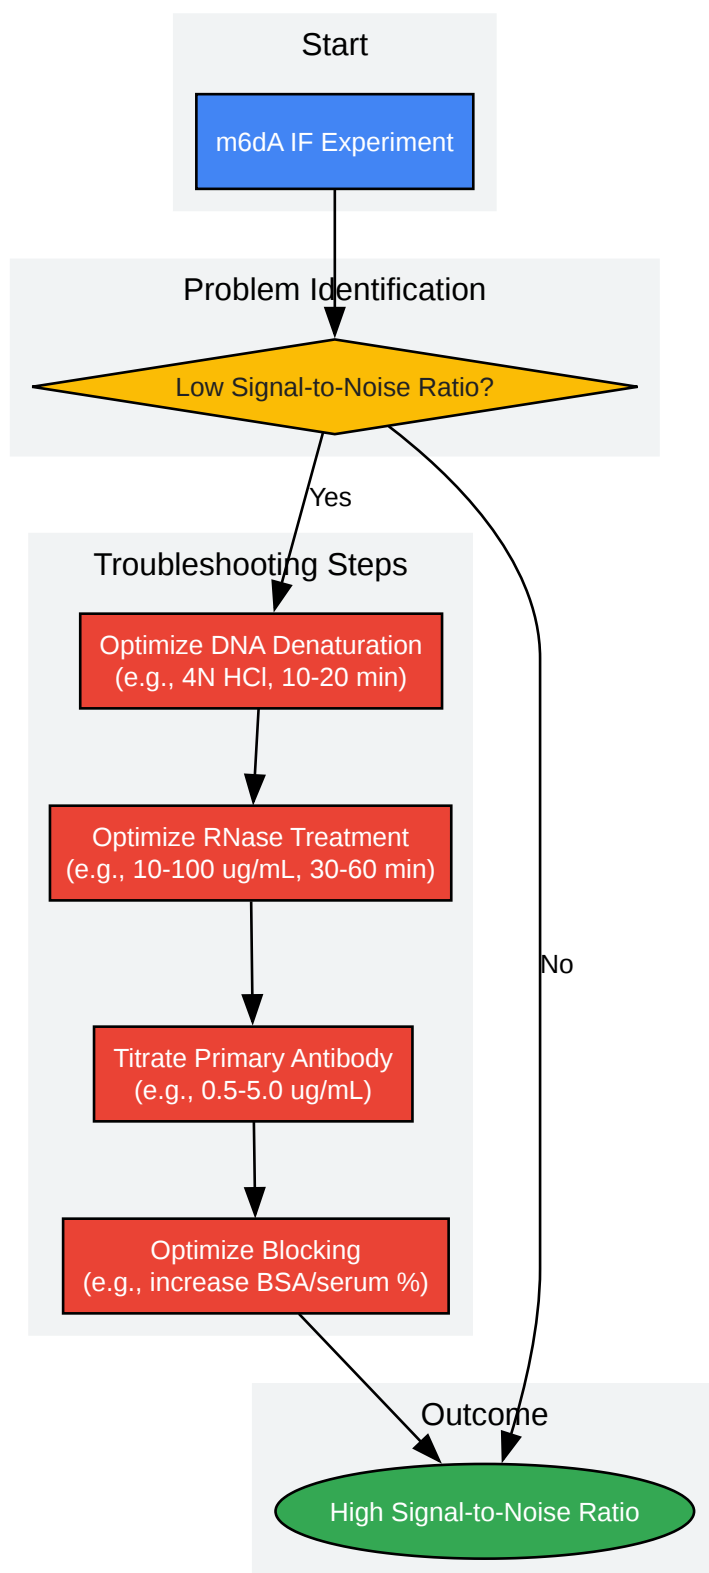 Start
m6dA IF Experiment
Problem Identification
Low Signal-to-Noise Ratio?
Yes
Troubleshooting Steps
Optimize DNA Denaturation
(e.g., 4N HCl, 10-20 min)
Optimize RNase Treatment
(e.g., 10-100 ug/mL, 30-60 min)
No
Titrate Primary Antibody
(e.g., 0.5-5.0 ug/mL)
Optimize Blocking
(e.g., increase BSA/serum %)
Outcome
High Signal-to-Noise Ratio